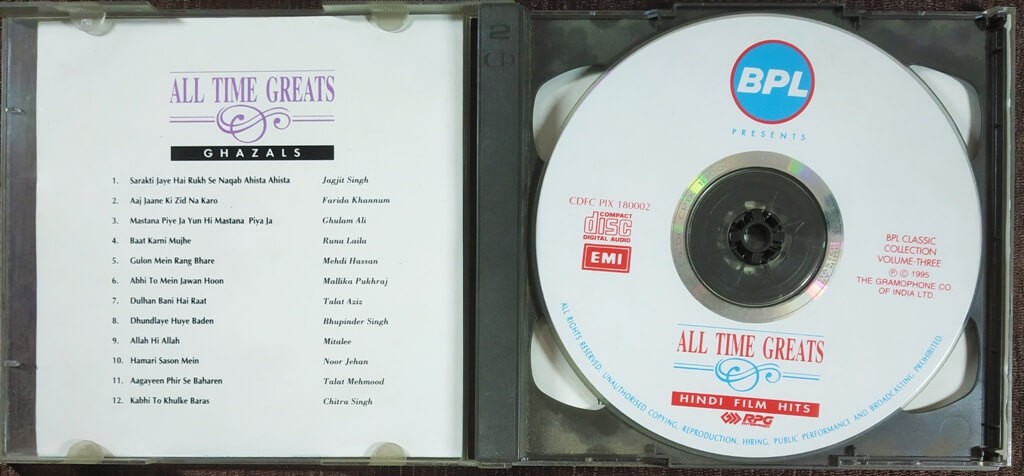 ALL TIME GREATS
GHAZALS
1. Sarakti Jaye Hai Rukh Se Naqab Ahista Ahista Jagjit Singh
2. Aaj Jaane Ki Zid Na Karo Farida Khannum
3. Mastana Piye Ja Yun Hi Mastana Piya Ja Ghulam Ali
4. Baat Karni Mujhe Runa Laila
5. Gulon Mein Rang Bhare Mehdi Hassan
6. Abhi To Mein Jawan Hoon Mallika Pukhraj
7. Dulhan Bani Hai Raat Talat Aziz
8. Dhundlaye Huye Baden Bhupinder Singh
9. Allah Hi Allah Mitalee
10. Hamari Sason Mein Noor Jehan
11. Aagayeen Phir Se Baharen Talat Mehmood
12. Kabhi To Khulke Baras Chitra Singh
2
CD
BPL
PRESENTS
CDFC PIX 180002
COMPACT
disc
DIGITAL AUDIO
EMI
BPL CLASSIC
COLLECTION
VOLUME-THREE
℗ © 1995
THE GRAMOPHONE CO.
OF INDIA LTD.
ALL TIME GREATS
HINDI FILM HITS
RPG
ALL RIGHTS RESERVED. UNAUTHORISED COPYING, REPRODUCTION, HIRING, PUBLIC PERFORMANCE AND BROADCASTING PROHIBITED